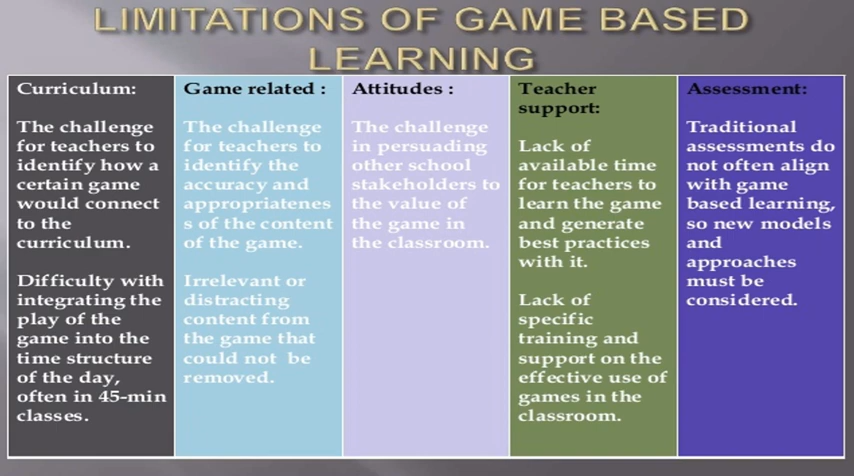 LIMITATIONS OF GAME BASED
LEARNING
Curriculum:
The challenge
for teachers to
identify how a
certain game
would connect
to the
curriculum.
Difficulty with
integrating the
play of the
game into the
time structure
of the day,
often in 45-min
classes.
Game related :
The challenge
for teachers to
identify the
accuracy and
appropriatenes
s of the content
of the game.
Irrelevant or
distracting
content from
the game that
could not be
removed.
Attitudes :
The challenge
in persuading
other school
stakeholders to
the value of
the game in
the classroom.
Teacher
support:
Lack of
available time
for teachers to
learn the game
and generate
best practices
with it.
Lack of
specific
training and
support on the
effective use of
games in the
classroom.
Assessment:
Traditional
assessments do
not often align
with game
based learning,
so new models
and
approaches
must be
considered.